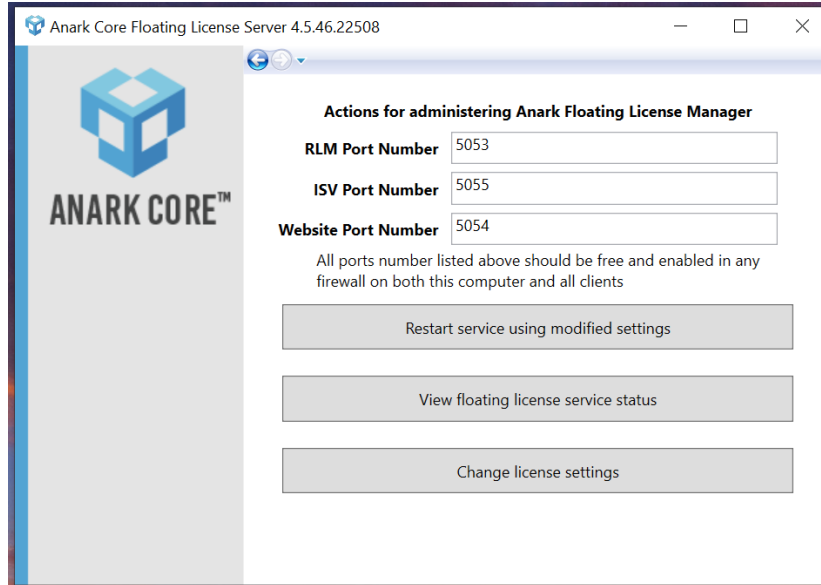 Anark Core Floating License Server 4.5.46.22508
ANARK CORE™
Actions for administering Anark Floating License Manager
RLM Port Number 5053
ISV Port Number 5055
Website Port Number 5054
All ports number listed above should be free and enabled in any
firewall on both this computer and all clients
Restart service using modified settings
View floating license service status
Change license settings